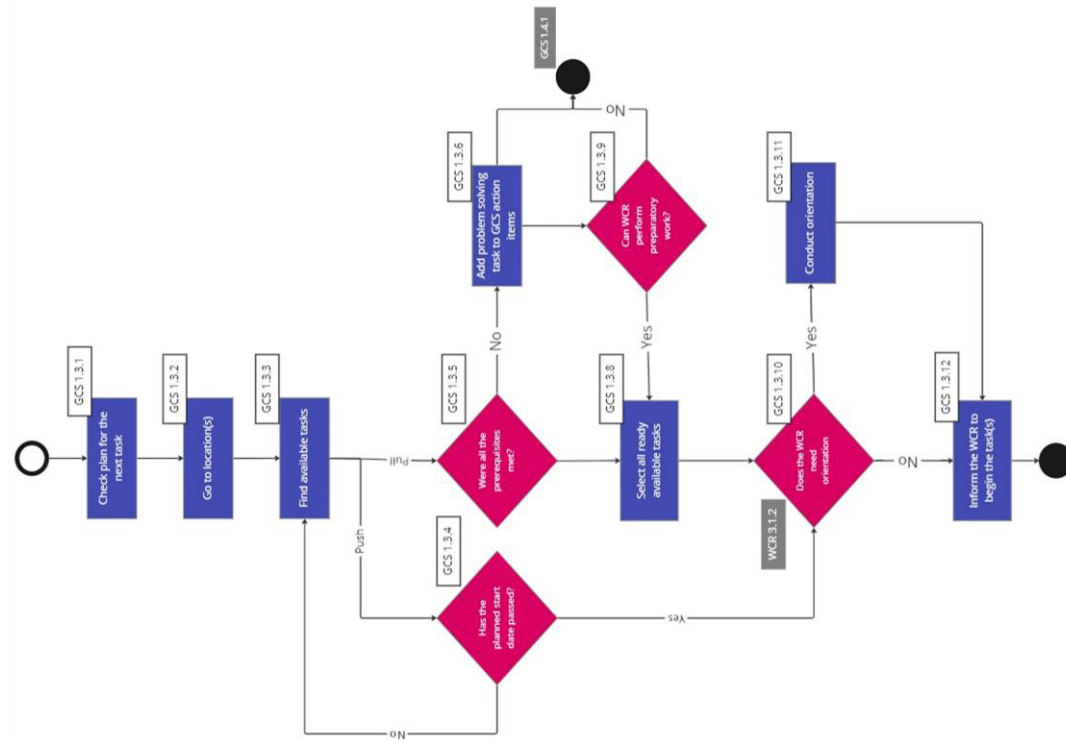 GCS 1.3.1
Check plan for the
next task
GCS 1.3.2
Go to location(s)
GCS 1.3.3
Find available tasks
Pull
Push
GCS 1.3.4
Has the
planned start
date passed?
No
Yes
GCS 1.3.5
Were all the
prerequisites
met?
No
GCS 1.3.6
Add problem solving
task to GCS action
items
GCS 1.4.1
No
GCS 1.3.9
Can WCR
perform
preparatory
work?
Yes
GCS 1.3.8
Select all ready
available tasks
GCS 1.3.10
Does the WCR
need
orientation
WCR 3.1.2
Yes
No
GCS 1.3.11
Conduct orientation
GCS 1.3.12
Inform the WCR to
begin the task(s)